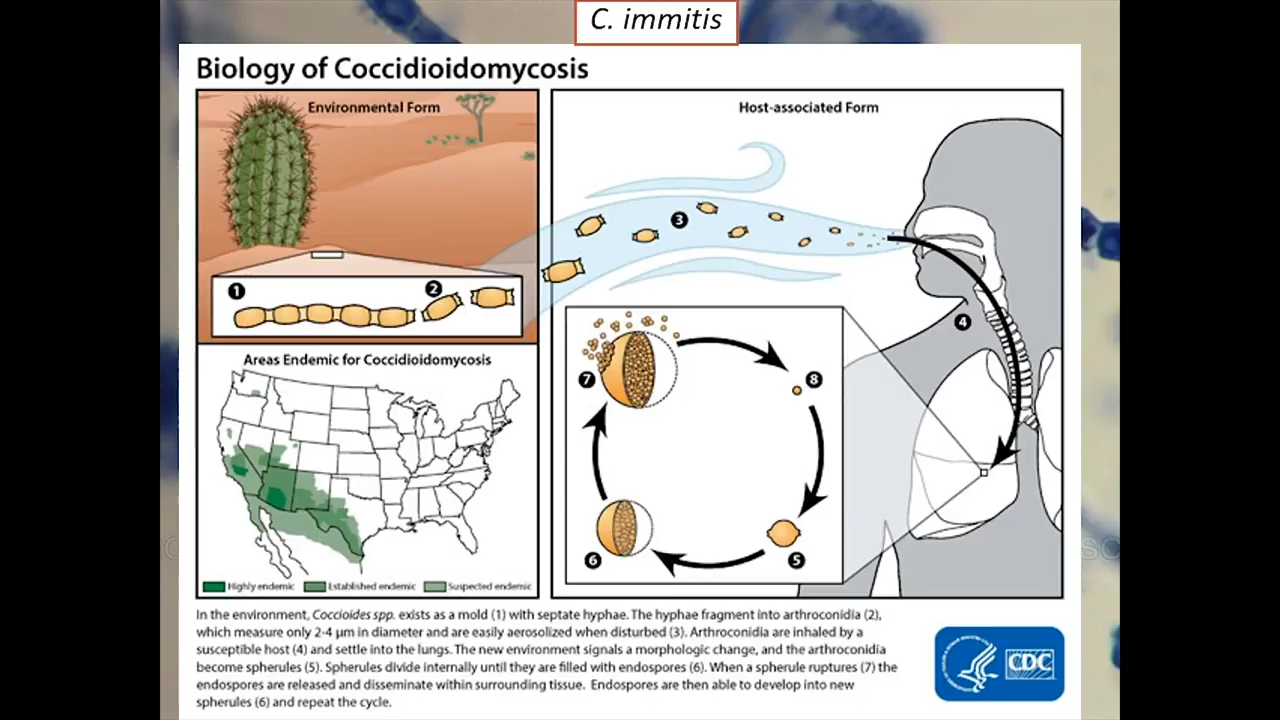 C. immitis
Biology of Coccidioidomycosis
Environmental Form
1
2
Areas Endemic for Coccidioidomycosis
Highly endemic
Established endemic
Suspected endemic
Host-associated Form
3
4
7
8
6
5
In the environment, Coccioides spp. exists as a mold (1) with septate hyphae. The hyphae fragment into arthroconidia (2),
which measure only 2-4 µm in diameter and are easily aerosolized when disturbed (3). Arthroconidia are inhaled by a
susceptible host (4) and settle into the lungs. The new environment signals a morphologic change, and the arthroconidia
become spherules (5). Spherules divide internally until they are filled with endospores (6). When a spherule ruptures (7) the
endospores are released and disseminate within surrounding tissue. Endospores are then able to develop into new
spherules (6) and repeat the cycle.
CDC